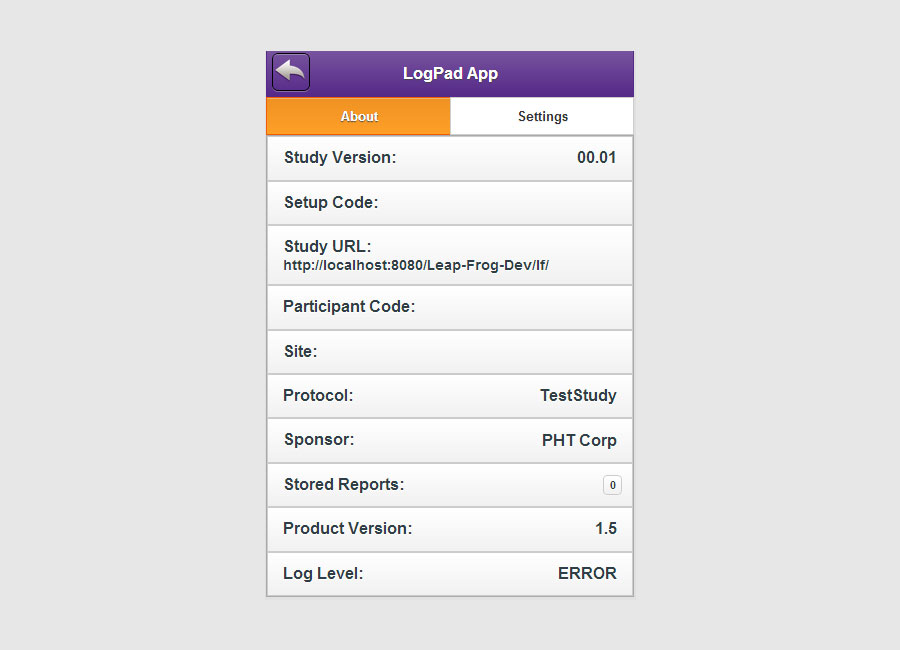 LogPad App
About
Settings
Study Version: 00.01
Setup Code:
Study URL:
http://localhost:8080/Leap-Frog-Dev/lf/
Participant Code:
Site:
Protocol: TestStudy
Sponsor: PHT Corp
Stored Reports: 0
Product Version: 1.5
Log Level: ERROR